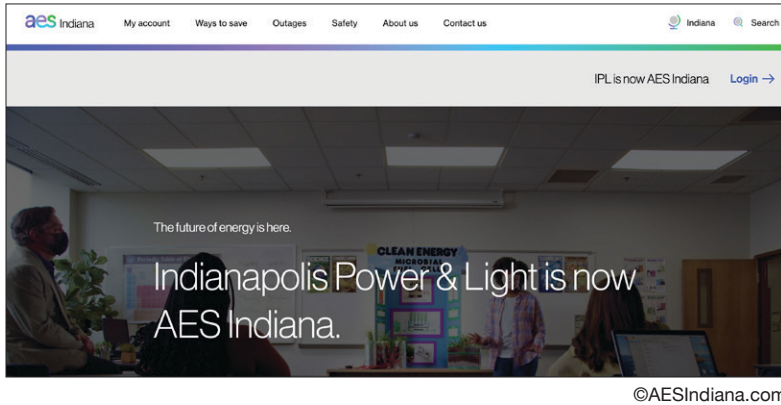 aes Indiana My account Ways to save Outages Safety About us Contact us Indiana Search
IPL is now AES Indiana Login →
The future of energy is here.
CLEAN ENERGY
MICROBIAL
Indianapolis Power & Light is now
AES Indiana.
©AESIndiana.com